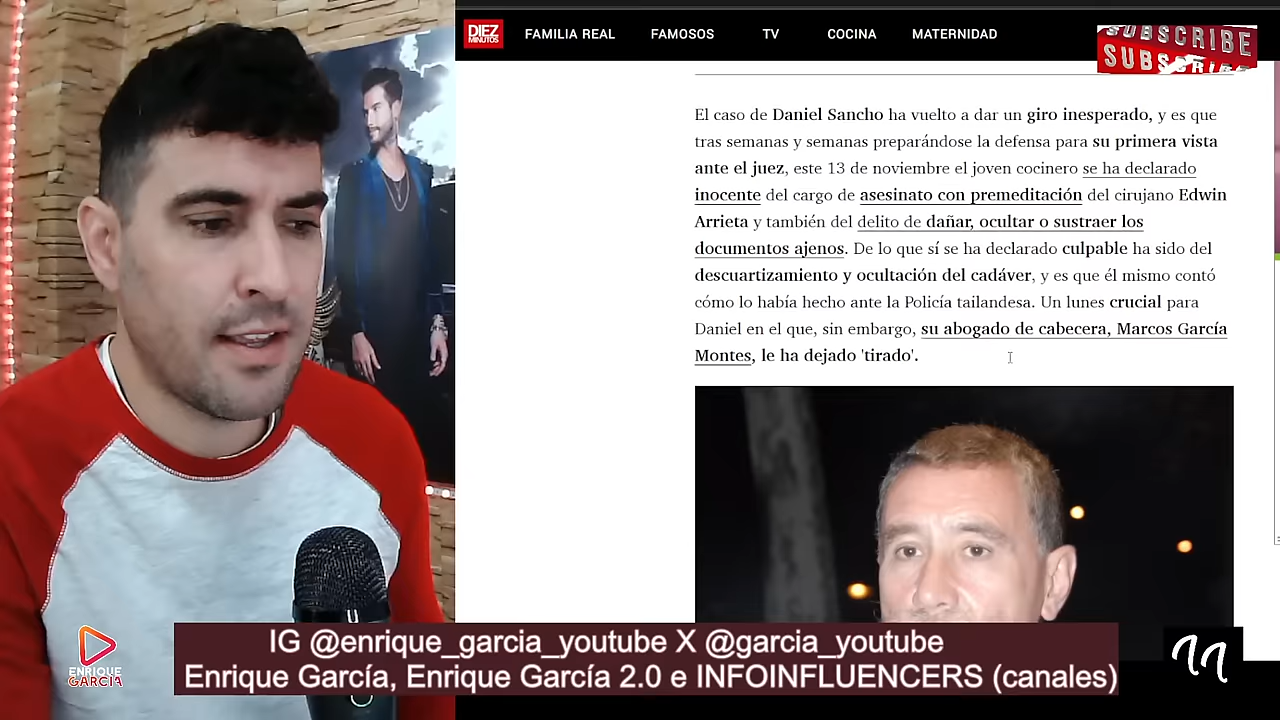 DIEZ
MINUTOS
FAMILIA REAL
FAMOSOS
TV
COCINA
MATERNIDAD
SUBSCRIBE
SUBSCRIBE
El caso de Daniel Sancho ha vuelto a dar un giro inesperado, y es que
tras semanas y semanas preparándose la defensa para su primera vista
ante el juez, este 13 de noviembre el joven cocinero se ha declarado
inocente del cargo de asesinato con premeditación del cirujano Edwin
Arrieta y también del delito de dañar, ocultar o sustraer los
documentos ajenos. De lo que sí se ha declarado culpable ha sido del
descuartizamiento y ocultación del cadáver, y es que él mismo contó
cómo lo había hecho ante la Policía tailandesa. Un lunes crucial para
Daniel en el que, sin embargo, su abogado de cabecera, Marcos García
Montes, le ha dejado 'tirado'.
IG @enrique_garcia_youtube X @garcia_youtube
Enrique García, Enrique García 2.0 e INFOINFLUENCERS (canales)
ENRIQUE
GARCÍA